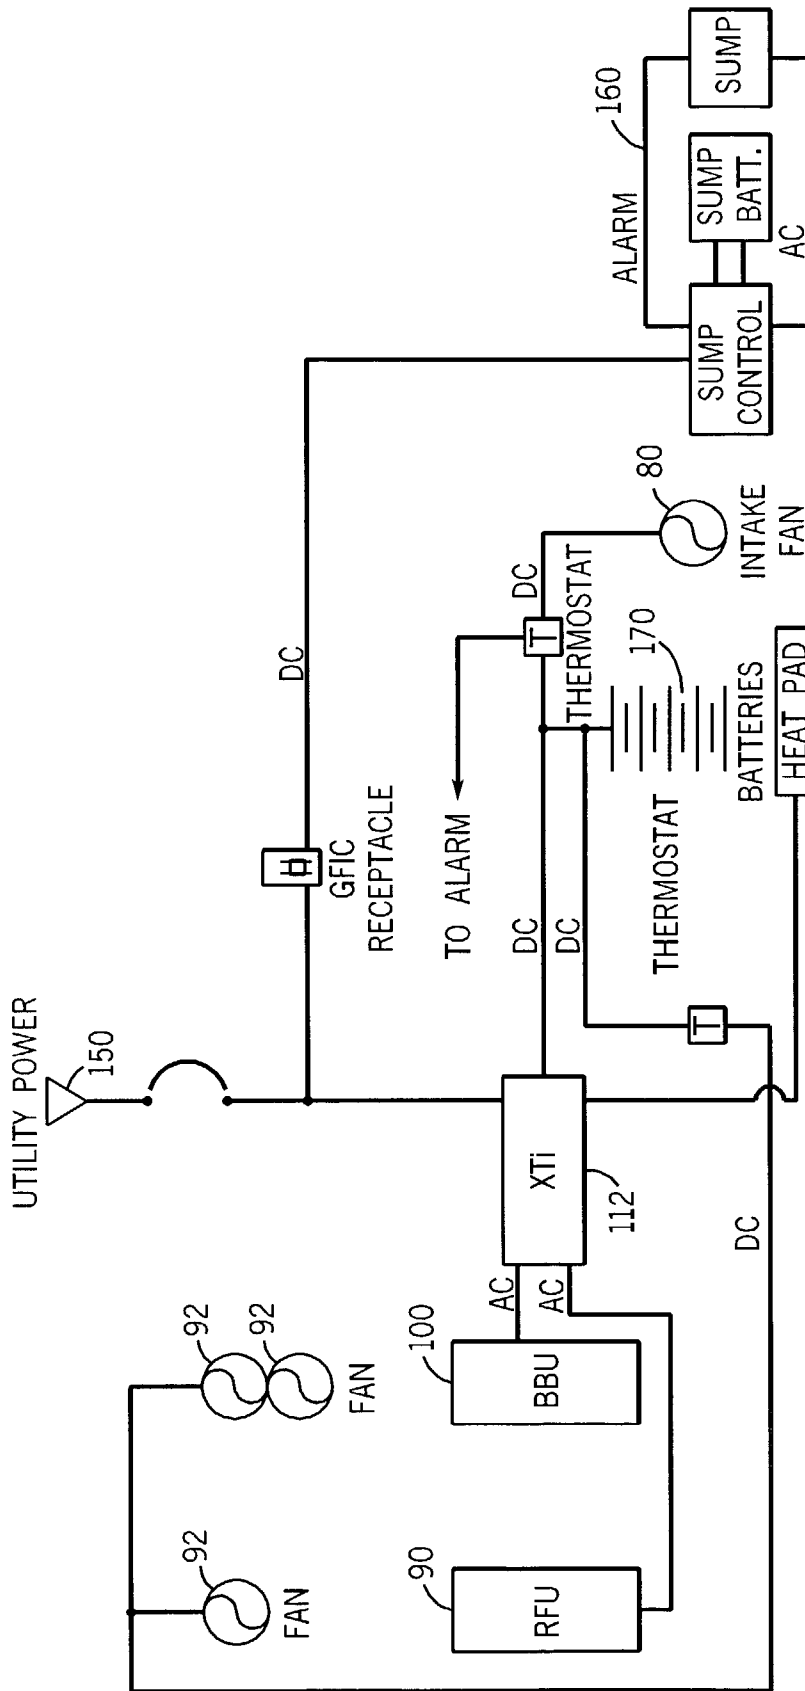 UTILITY POWER
150
92
92
92
FAN
FAN
90
RFU
100
BBU
AC
AC
XTi
112
DC
GFIC
RECEPTACLE
DC
TO ALARM
DC
DC
T
THERMOSTAT
DC
80
INTAKE
FAN
170
BATTERIES
THERMOSTAT
T
HEAT PAD
ALARM
160
SUMP
CONTROL
SUMP
BATT.
SUMP
AC